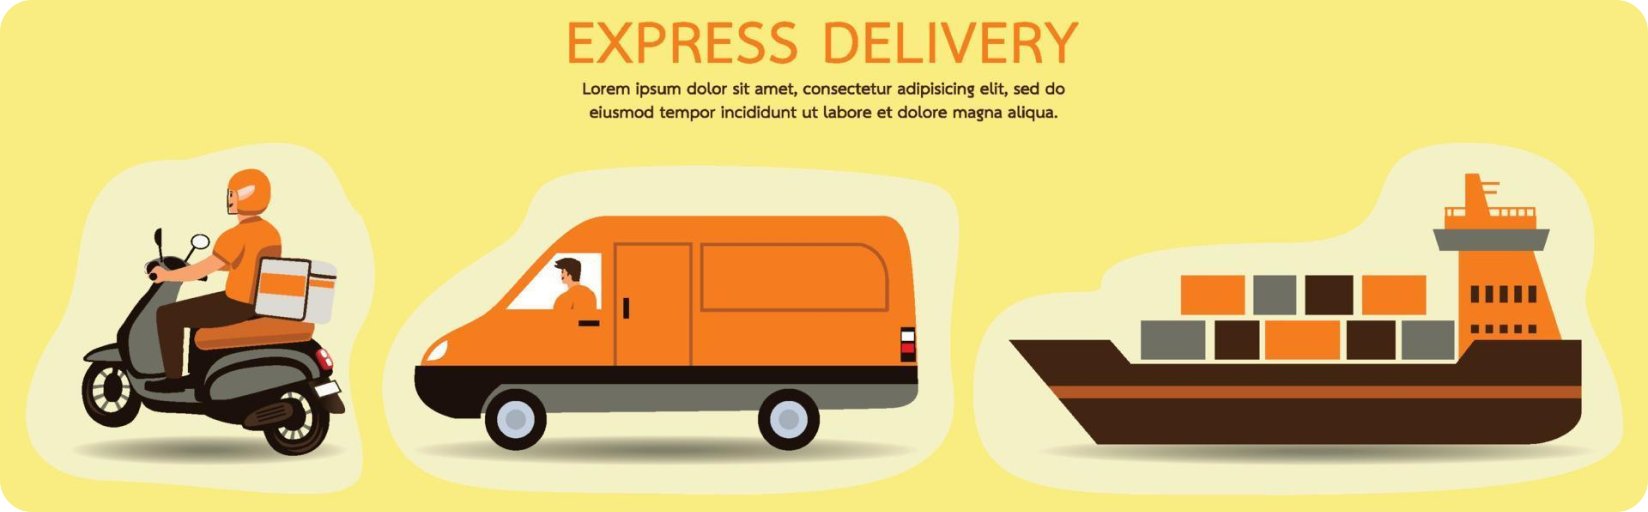 EXPRESS DELIVERY
Lorem ipsum dolor sit amet, consectetur adipisicing elit, sed do
eiusmod tempor incididunt ut labore et dolore magna aliqua.